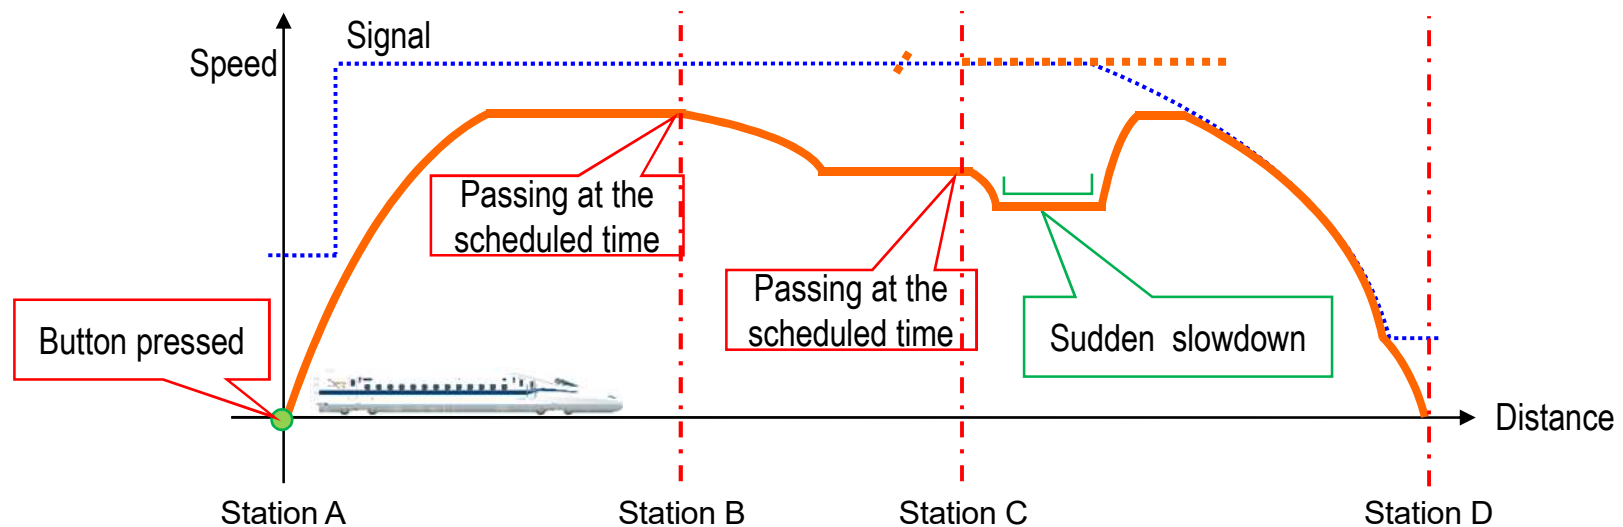 Signal
Speed
Passing at the
scheduled time
Passing at the
scheduled time
Sudden slowdown
Button pressed
Distance
Station A
Station B
Station C
Station D